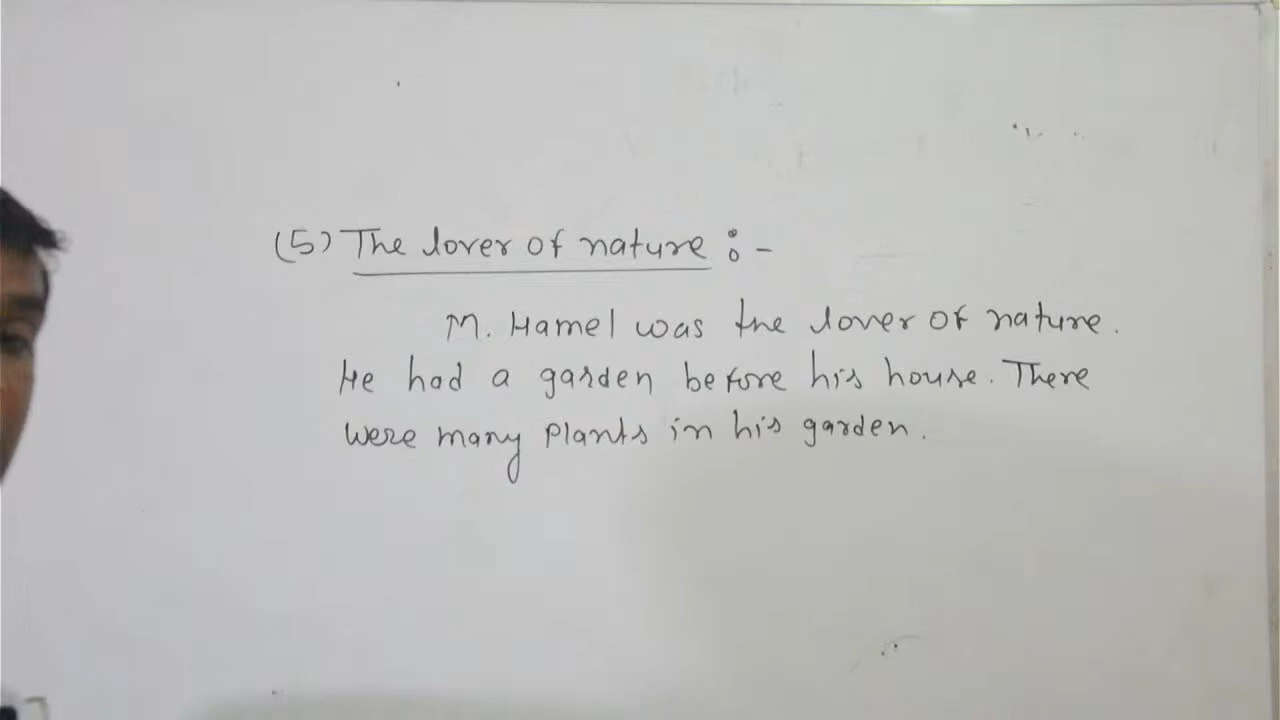 (5) The lover of nature :-
M. Hamel was the lover of nature.
He had a garden before his house. There
were many plants in his garden.